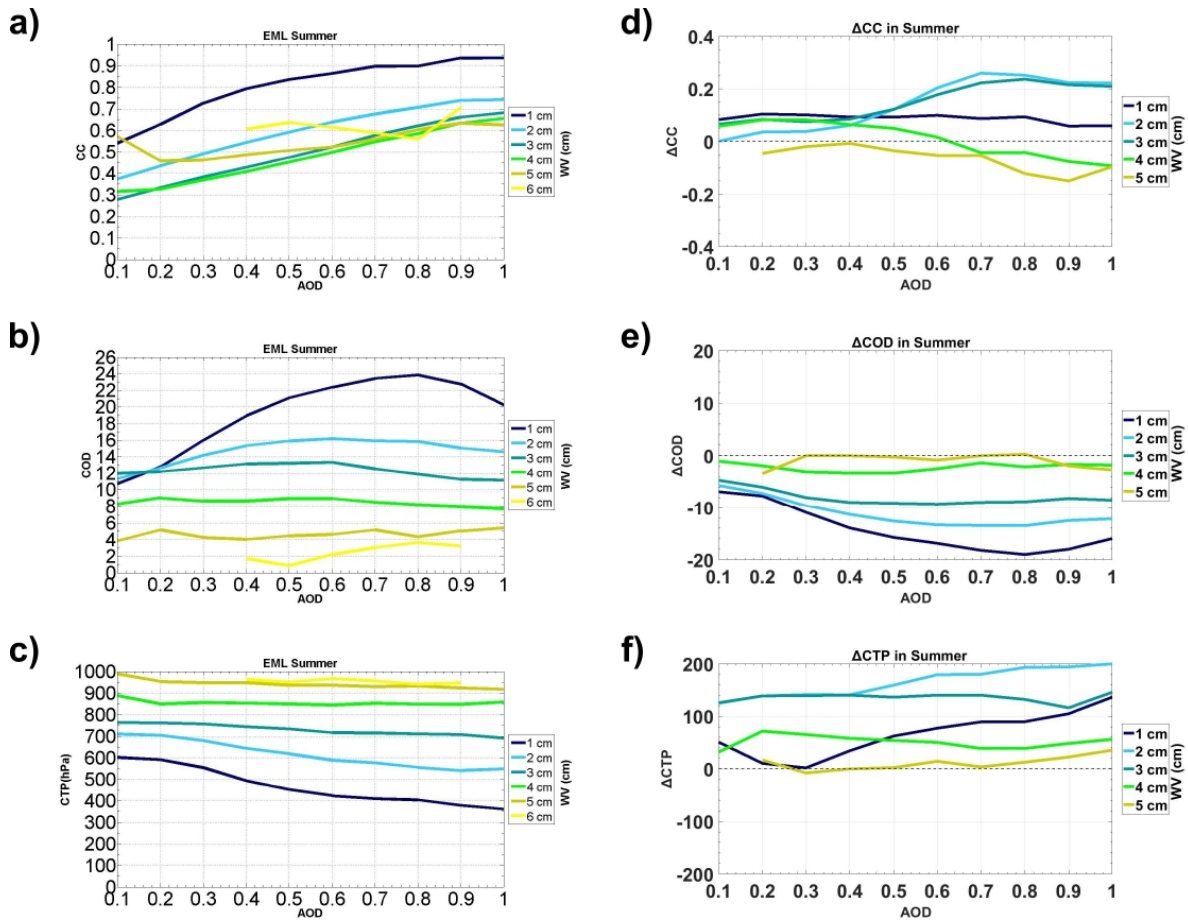 a)
EML Summer
1
0.9
0.8
0.7
0.6
0.5
0.4
0.3
0.2
0.1
0
CC
0.1 0.2 0.3 0.4 0.5 0.6 0.7 0.8 0.9 1
AOD
1 cm
2 cm
3 cm
4 cm
5 cm
6 cm
WV (cm)
d)
ΔCC in Summer
0.4
0.2
0
-0.2
-0.4
ΔCC
0.1 0.2 0.3 0.4 0.5 0.6 0.7 0.8 0.9 1
AOD
1 cm
2 cm
3 cm
4 cm
5 cm
WV (cm)
b)
EML Summer
26
24
22
20
18
16
14
12
10
8
6
4
2
0
COD
0.1 0.2 0.3 0.4 0.5 0.6 0.7 0.8 0.9 1
AOD
1 cm
2 cm
3 cm
4 cm
5 cm
6 cm
WV (cm)
e)
ΔCOD in Summer
20
10
0
-10
-20
ΔCOD
0.1 0.2 0.3 0.4 0.5 0.6 0.7 0.8 0.9 1
AOD
1 cm
2 cm
3 cm
4 cm
5 cm
WV (cm)
c)
EML Summer
1000
900
800
700
600
500
400
300
200
100
0
CTP(hPa)
0.1 0.2 0.3 0.4 0.5 0.6 0.7 0.8 0.9 1
AOD
1 cm
2 cm
3 cm
4 cm
5 cm
6 cm
WV (cm)
f)
ΔCTP in Summer
200
100
0
-100
-200
ΔCTP
0.1 0.2 0.3 0.4 0.5 0.6 0.7 0.8 0.9 1
AOD
1 cm
2 cm
3 cm
4 cm
5 cm
WV (cm)